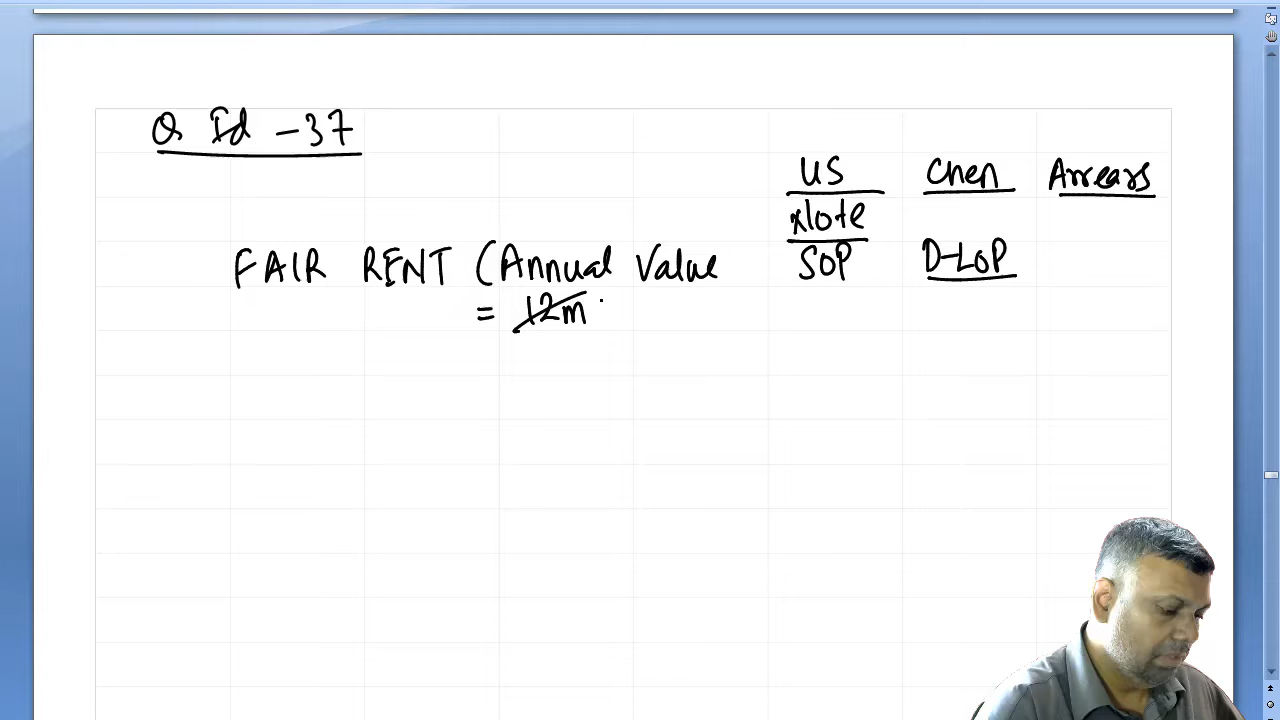 Q Id - 37
US Chen Arrears
xlote
FAIR RENT (Annual Value SOP D-LOP
= 12m